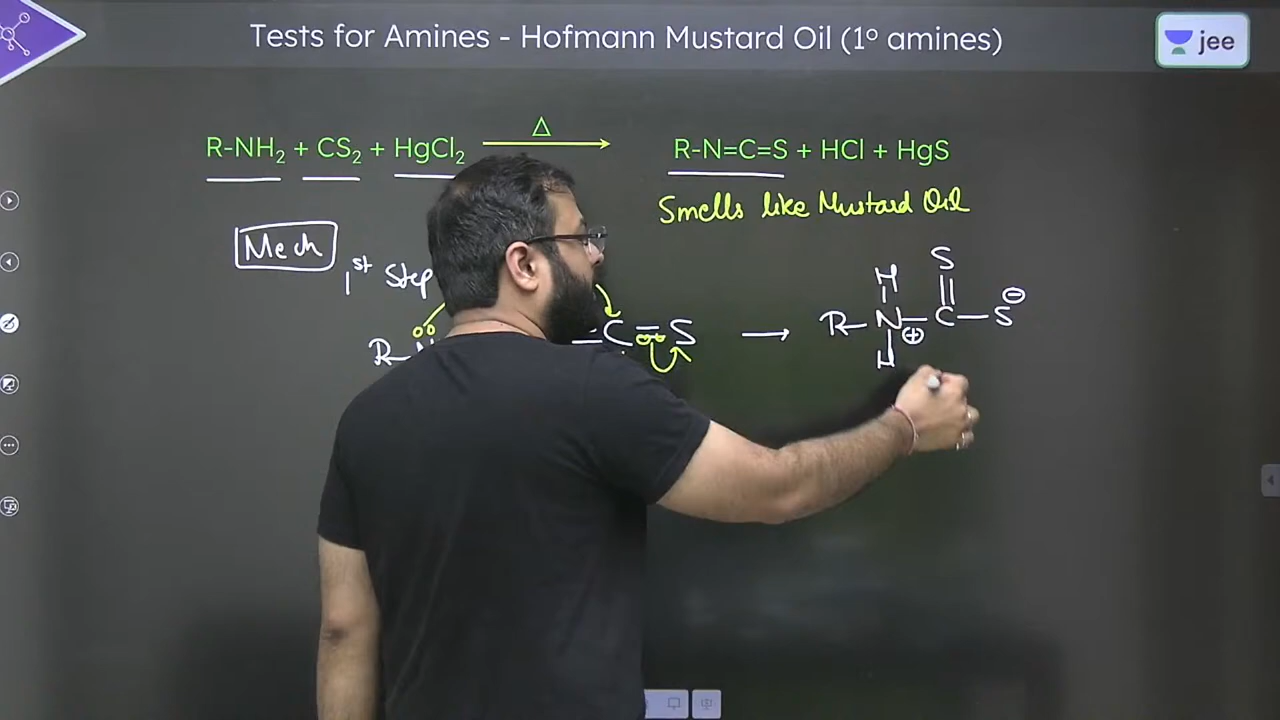 Tests for Amines - Hofmann Mustard Oil (1º amines)
jee
R-NH₂ + CS₂ + HgCl₂ —Δ→ R-N=C=S + HCl + HgS
Smells like Mustard Oil
Mech
1st Step
R–N
C=S → R–N–C–S
H
S
⊖
⊕
H